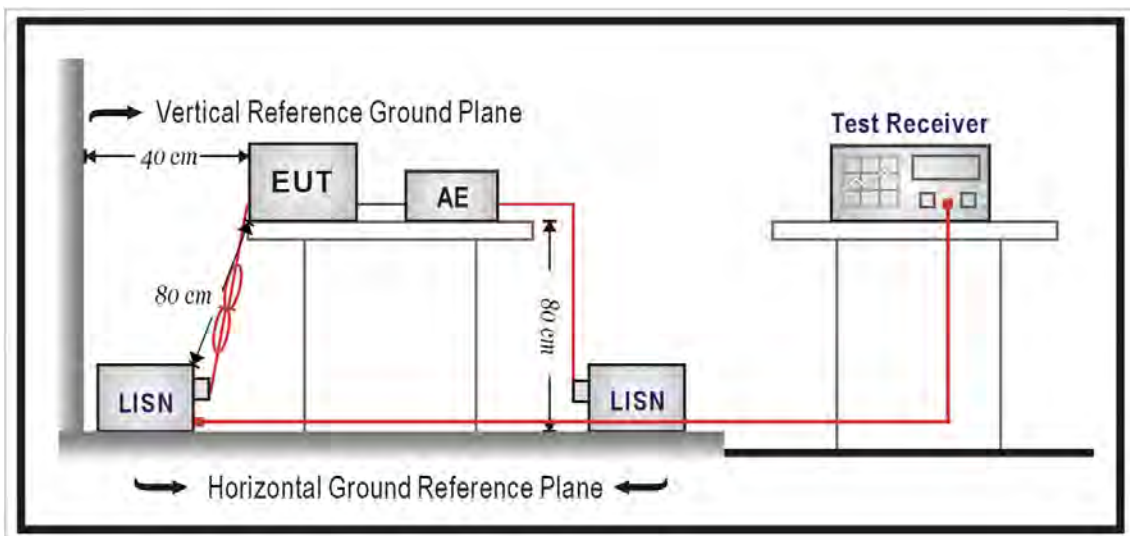 Vertical Reference Ground Plane
Test Receiver
40 cm
EUT
AE
80 cm
80 cm
LISN
LISN
Horizontal Ground Reference Plane